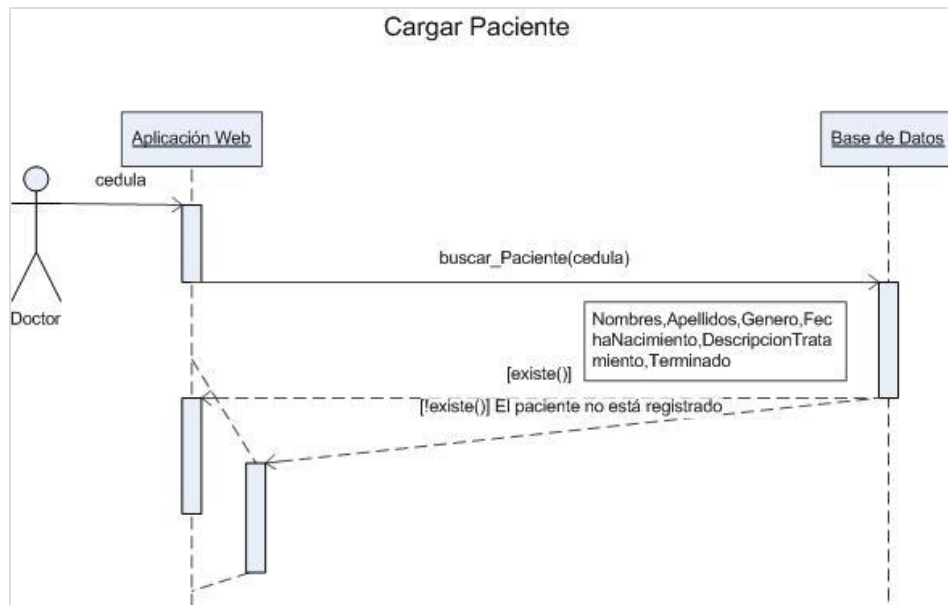 Cargar Paciente
Aplicación Web
Base de Datos
cedula
buscar_Paciente(cedula)
Doctor
Nombres,Apellidos,Genero,Fec
haNacimiento,DescripcionTrata
miento,Terminado
[existe()]
[!existe()] El paciente no está registrado